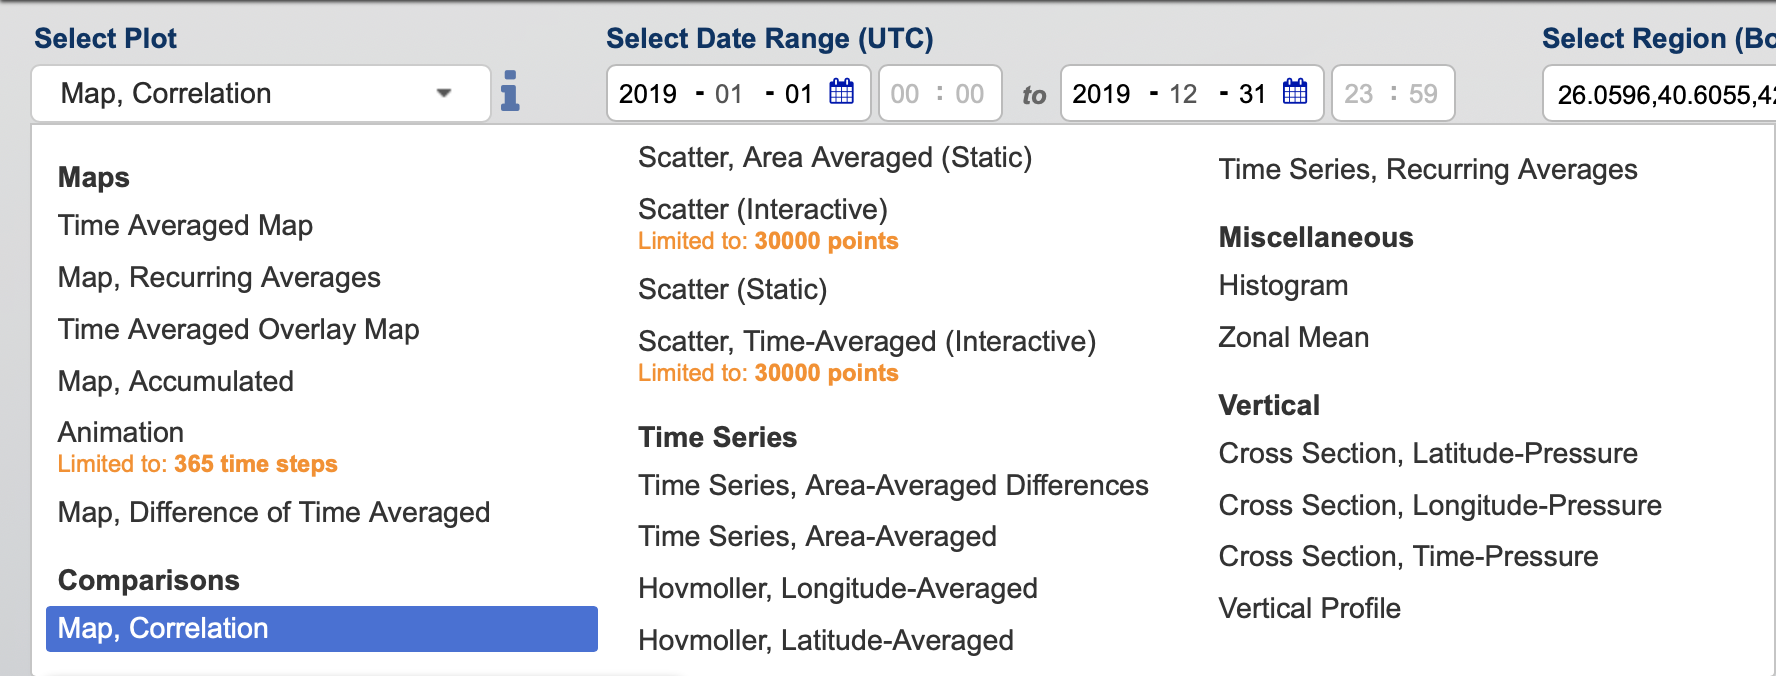 Select Plot
Select Date Range (UTC)
Select Region (Bo
Map, Correlation
2019 - 01 - 01
00 : 00
to
2019 - 12 - 31
23 : 59
26.0596,40.6055,42
Maps
Time Averaged Map
Map, Recurring Averages
Time Averaged Overlay Map
Map, Accumulated
Animation
Limited to: 365 time steps
Map, Difference of Time Averaged
Comparisons
Map, Correlation
Scatter, Area Averaged (Static)
Scatter (Interactive)
Limited to: 30000 points
Scatter (Static)
Scatter, Time-Averaged (Interactive)
Limited to: 30000 points
Time Series
Time Series, Area-Averaged Differences
Time Series, Area-Averaged
Hovmoller, Longitude-Averaged
Hovmoller, Latitude-Averaged
Time Series, Recurring Averages
Miscellaneous
Histogram
Zonal Mean
Vertical
Cross Section, Latitude-Pressure
Cross Section, Longitude-Pressure
Cross Section, Time-Pressure
Vertical Profile